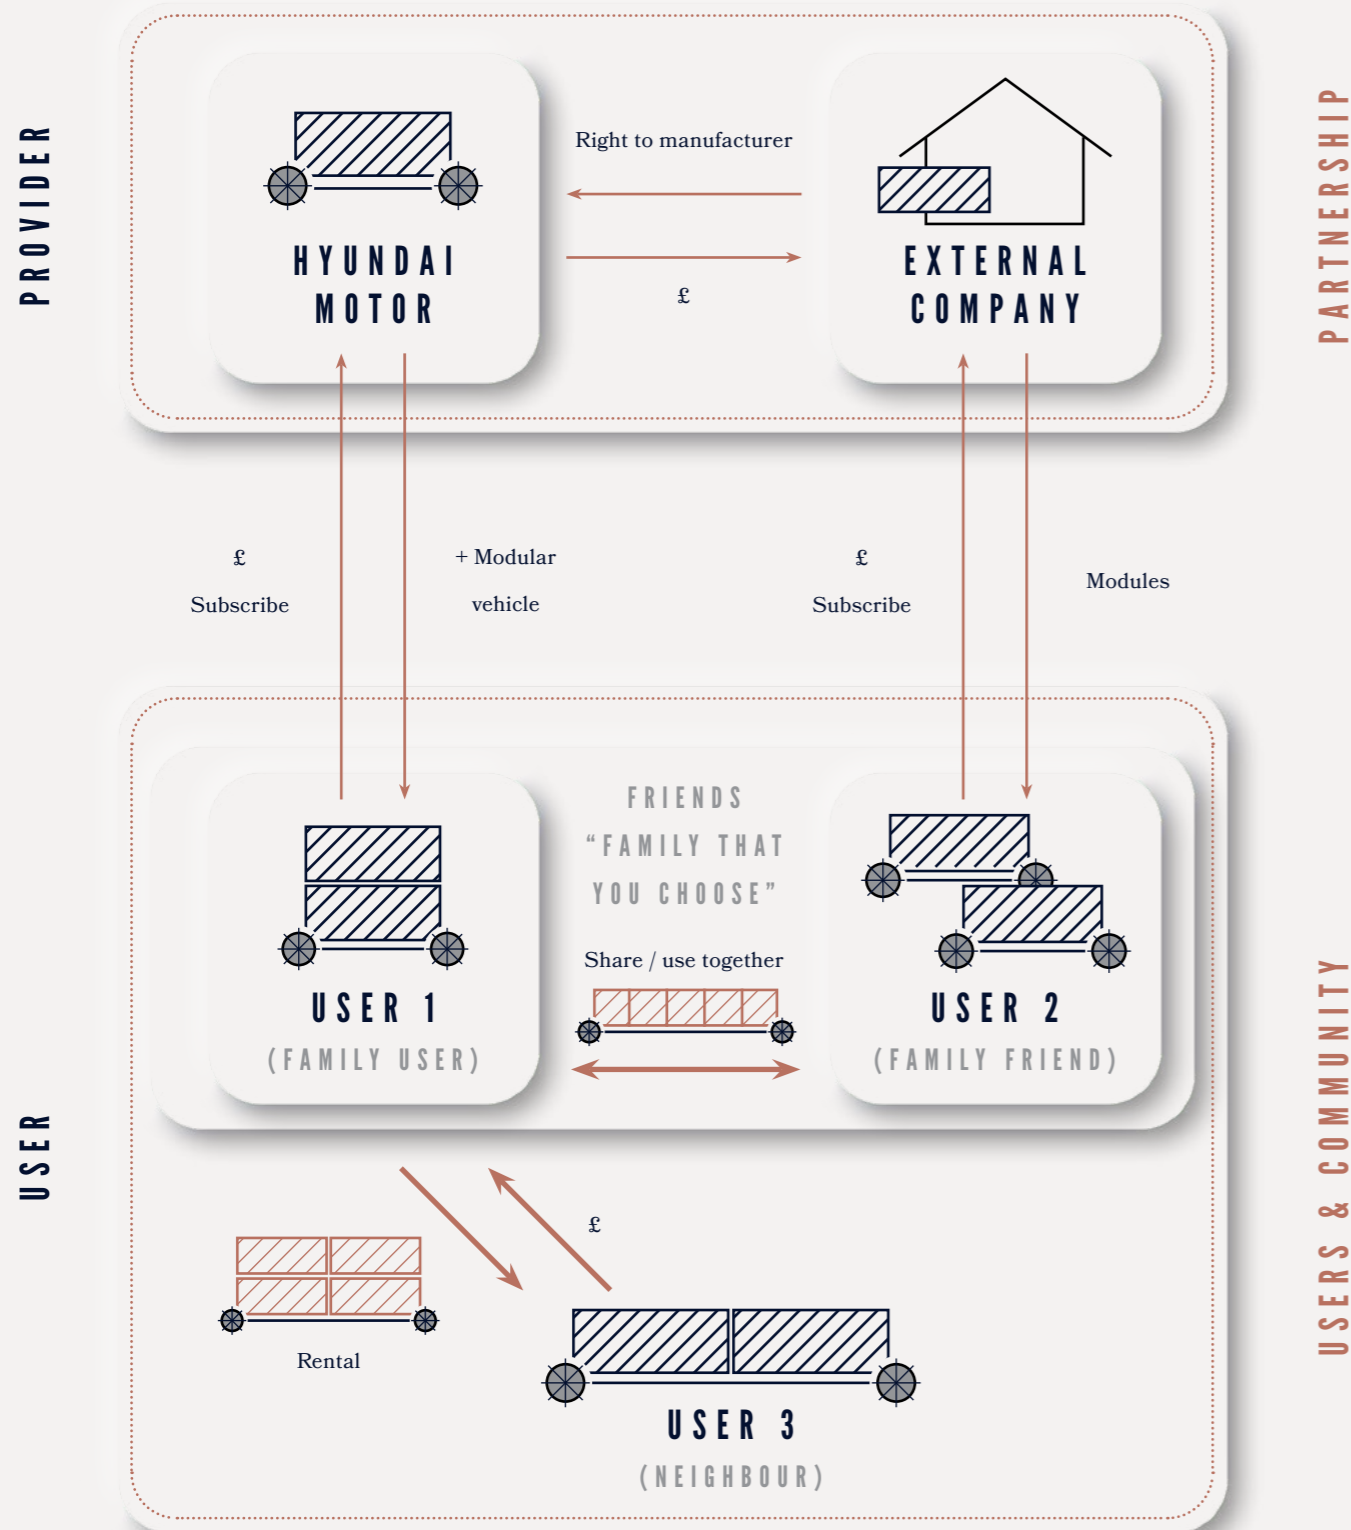 PROVIDER
PARTNERSHIP
Right to manufacturer
HYUNDAI
MOTOR
£
EXTERNAL
COMPANY
£
Subscribe
+ Modular
vehicle
£
Subscribe
Modules
USER
USERS & COMMUNITY
FRIENDS
“FAMILY THAT
YOU CHOOSE”
Share / use together
USER 1
(FAMILY USER)
USER 2
(FAMILY FRIEND)
£
Rental
USER 3
(NEIGHBOUR)